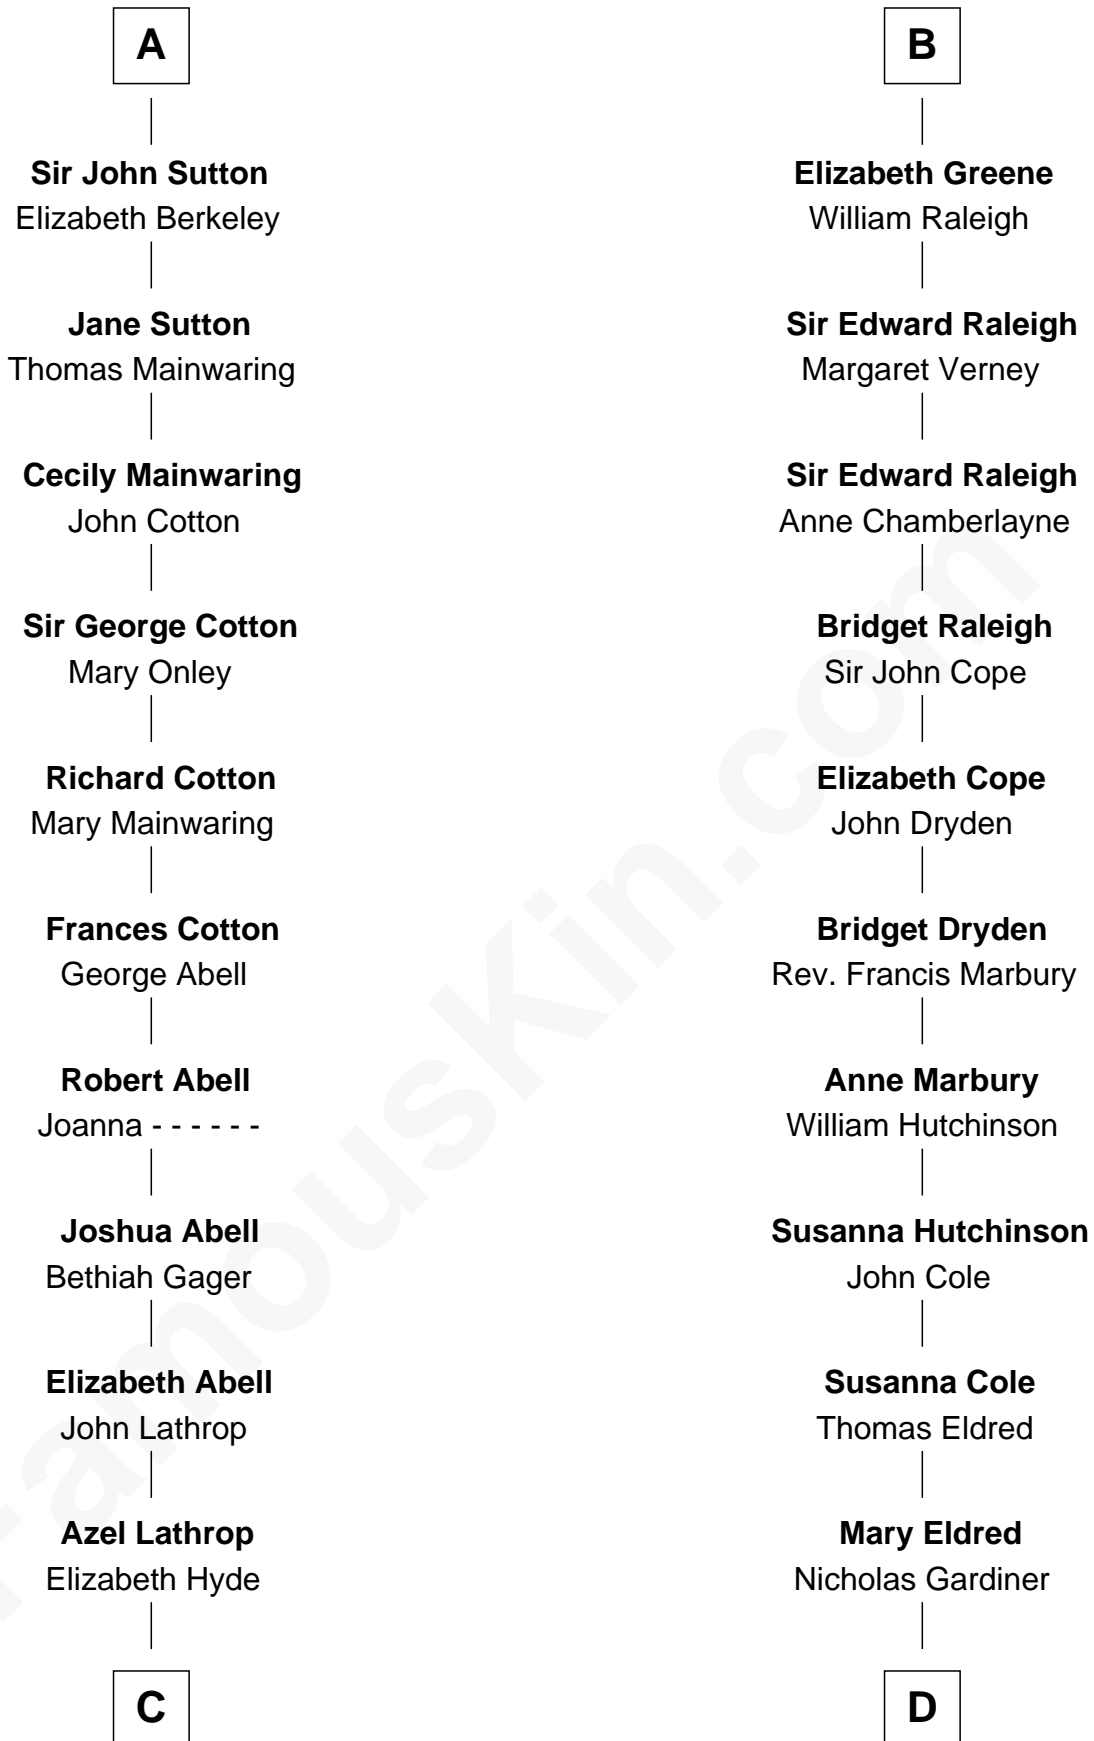 A
Sir John Sutton
Elizabeth Berkeley
Jane Sutton
Thomas Mainwaring
Cecily Mainwaring
John Cotton
Sir George Cotton
Mary Onley
Richard Cotton
Mary Mainwaring
Frances Cotton
George Abell
Robert Abell
Joanna - - - - - -
Joshua Abell
Bethiah Gager
Elizabeth Abell
John Lathrop
Azel Lathrop
Elizabeth Hyde
C
B
Elizabeth Greene
William Raleigh
Sir Edward Raleigh
Margaret Verney
Sir Edward Raleigh
Anne Chamberlayne
Bridget Raleigh
Sir John Cope
Elizabeth Cope
John Dryden
Bridget Dryden
Rev. Francis Marbury
Anne Marbury
William Hutchinson
Susanna Hutchinson
John Cole
Susanna Cole
Thomas Eldred
Mary Eldred
Nicholas Gardiner
D
FamousKin.com